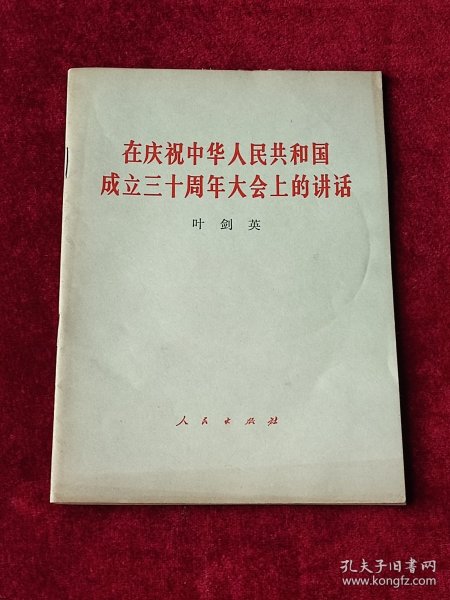 在庆祝中华人民共和国
成立三十周年大会上的讲话
叶剑英
人民出版社
孔夫子旧书网
www.kongfz.com